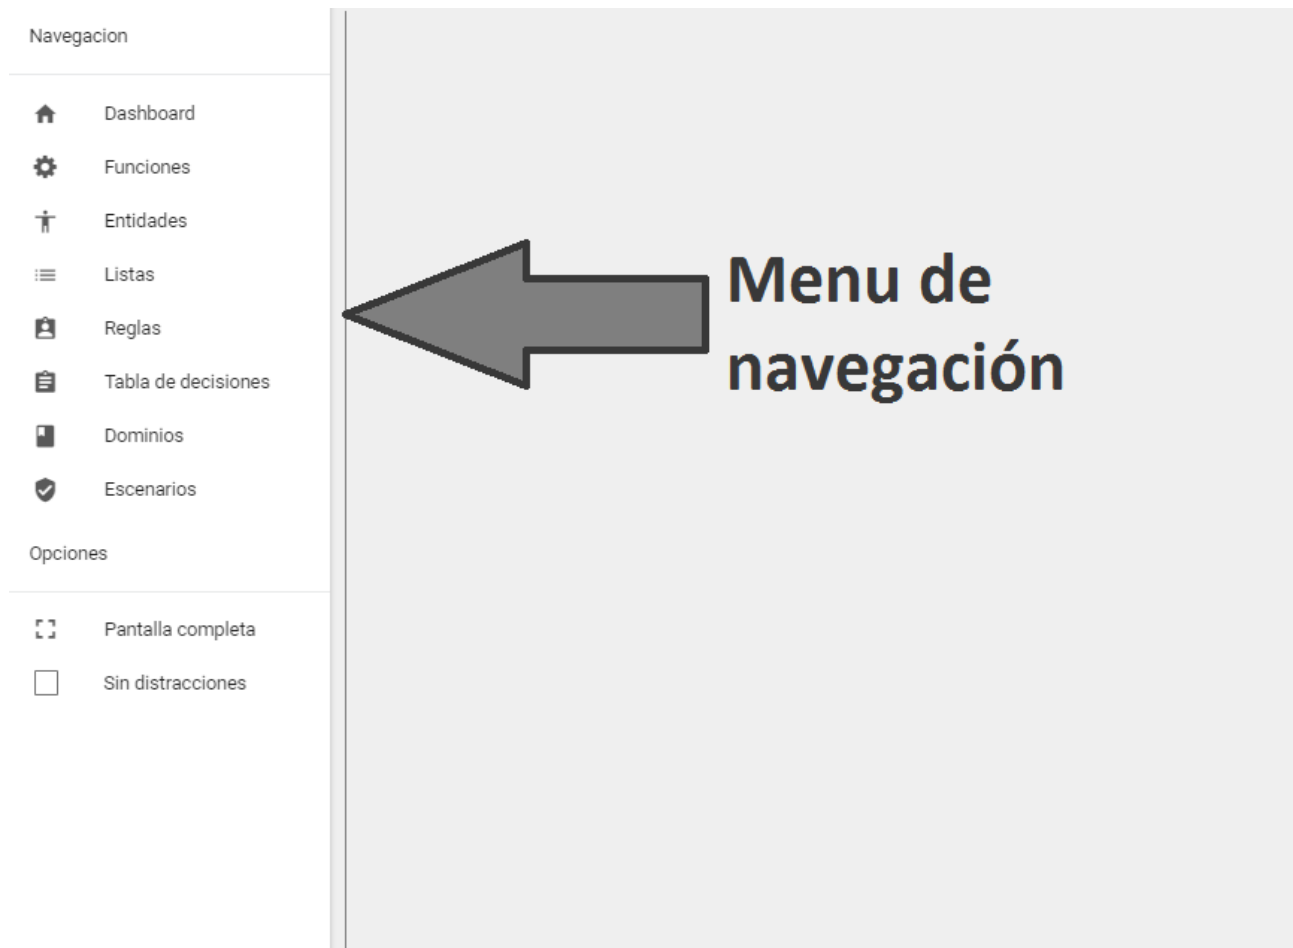 Navegacion
Dashboard
Funciones
Entidades
Listas
Reglas
Tabla de decisiones
Dominios
Escenarios
Opciones
Pantalla completa
Sin distracciones
Menu de
navegación